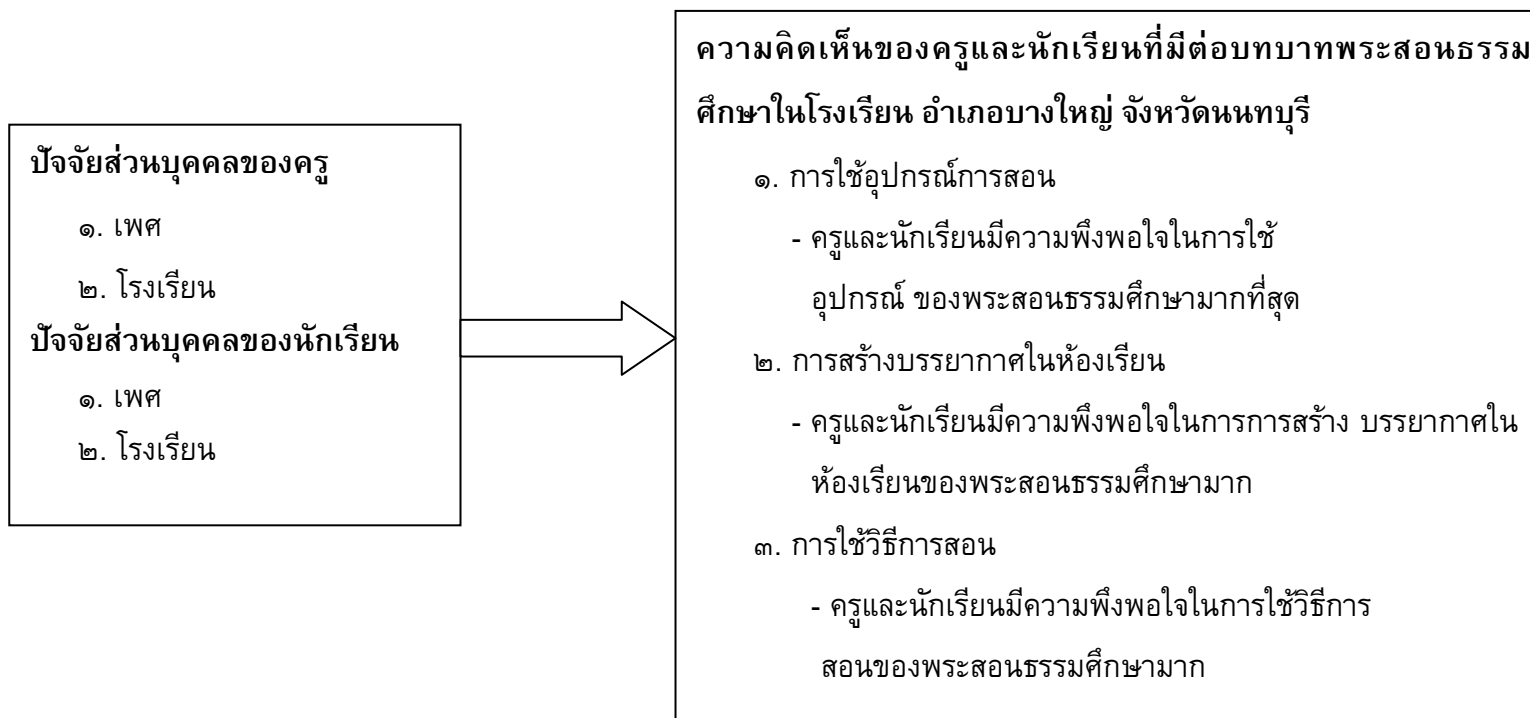 ปัจจัยส่วนบุคคลของครู
๑. เพศ
๒. โรงเรียน
ปัจจัยส่วนบุคคลของนักเรียน
๑. เพศ
๒. โรงเรียน
ความคิดเห็นของครูและนักเรียนที่มีต่อบทบาทพระสอนธรรม
ศึกษาในโรงเรียน อำเภอบางใหญ่ จังหวัดนนทบุรี
๑. การใช้อุปกรณ์การสอน
- ครูและนักเรียนมีความพึงพอใจในการใช้
อุปกรณ์ ของพระสอนธรรมศึกษามากที่สุด
๒. การสร้างบรรยากาศในห้องเรียน
- ครูและนักเรียนมีความพึงพอใจในการการสร้าง บรรยากาศใน
ห้องเรียนของพระสอนธรรมศึกษามาก
๓. การใช้วิธีการสอน
- ครูและนักเรียนมีความพึงพอใจในการใช้วิธีการ
สอนของพระสอนธรรมศึกษามาก